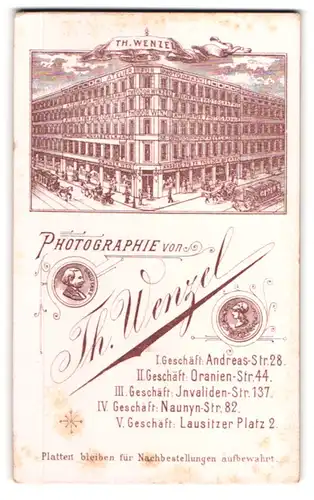 TH. WENZEL
PHOTOGRAPHIE von
Th. Wenzel
I. Geschäft: Andreas-Str. 28.
II. Geschäft: Oranien-Str. 44.
III. Geschäft: Jnvaliden-Str. 137.
IV. Geschäft: Naunyn-Str. 82.
V. Geschäft: Lausitzer Platz 2.
Platten bleiben für Nachbestellungen aufbewahrt.